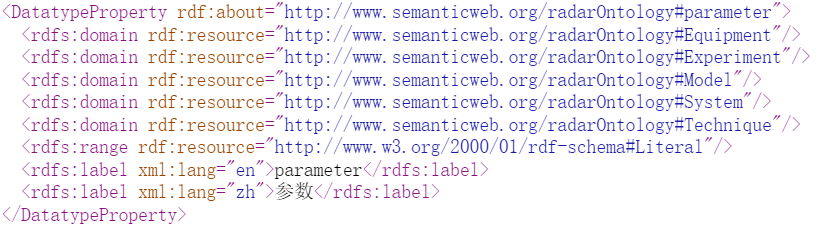 <DatatypeProperty rdf:about="http://www.semanticweb.org/radarOntology#parameter">
<rdfs:domain rdf:resource="http://www.semanticweb.org/radarOntology#Equipment"/>
<rdfs:domain rdf:resource="http://www.semanticweb.org/radarOntology#Experiment"/>
<rdfs:domain rdf:resource="http://www.semanticweb.org/radarOntology#Model"/>
<rdfs:domain rdf:resource="http://www.semanticweb.org/radarOntology#System"/>
<rdfs:domain rdf:resource="http://www.semanticweb.org/radarOntology#Technique"/>
<rdfs:range rdf:resource="http://www.w3.org/2000/01/rdf-schema#Literal"/>
<rdfs:label xml:lang="en">parameter</rdfs:label>
<rdfs:label xml:lang="zh">参数</rdfs:label>
</DatatypeProperty>